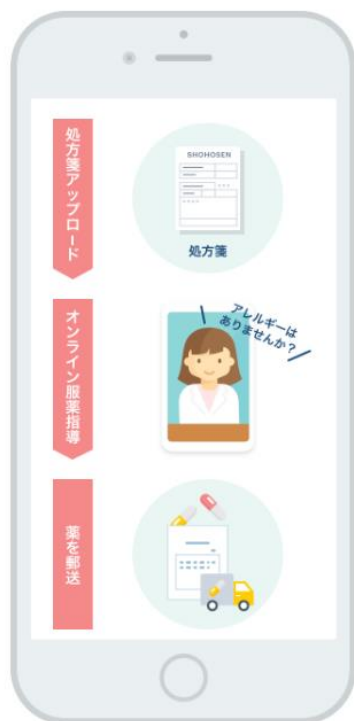 処方箋アップロード
SHOHOSEN
処方箋
オンライン服薬指導
アレルギーは
ありませんか？
薬を郵送